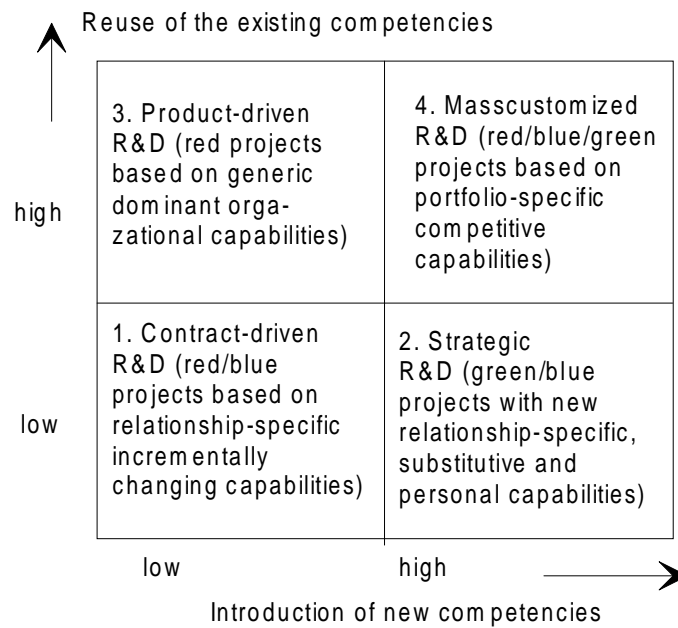 Reuse of the existing competencies
3. Product-driven
R&D (red projects
based on generic
dominant orga-
zational capabilities)
4. Masscustomized
R&D (red/blue/green
projects based on
portfolio-specific
competitive
capabilities)
high
1. Contract-driven
R&D (red/blue
projects based on
relationship-specific
incrementally
changing capabilities)
2. Strategic
R&D (green/blue
projects with new
relationship-specific,
substitutive and
personal capabilities)
low
low
high
Introduction of new competencies